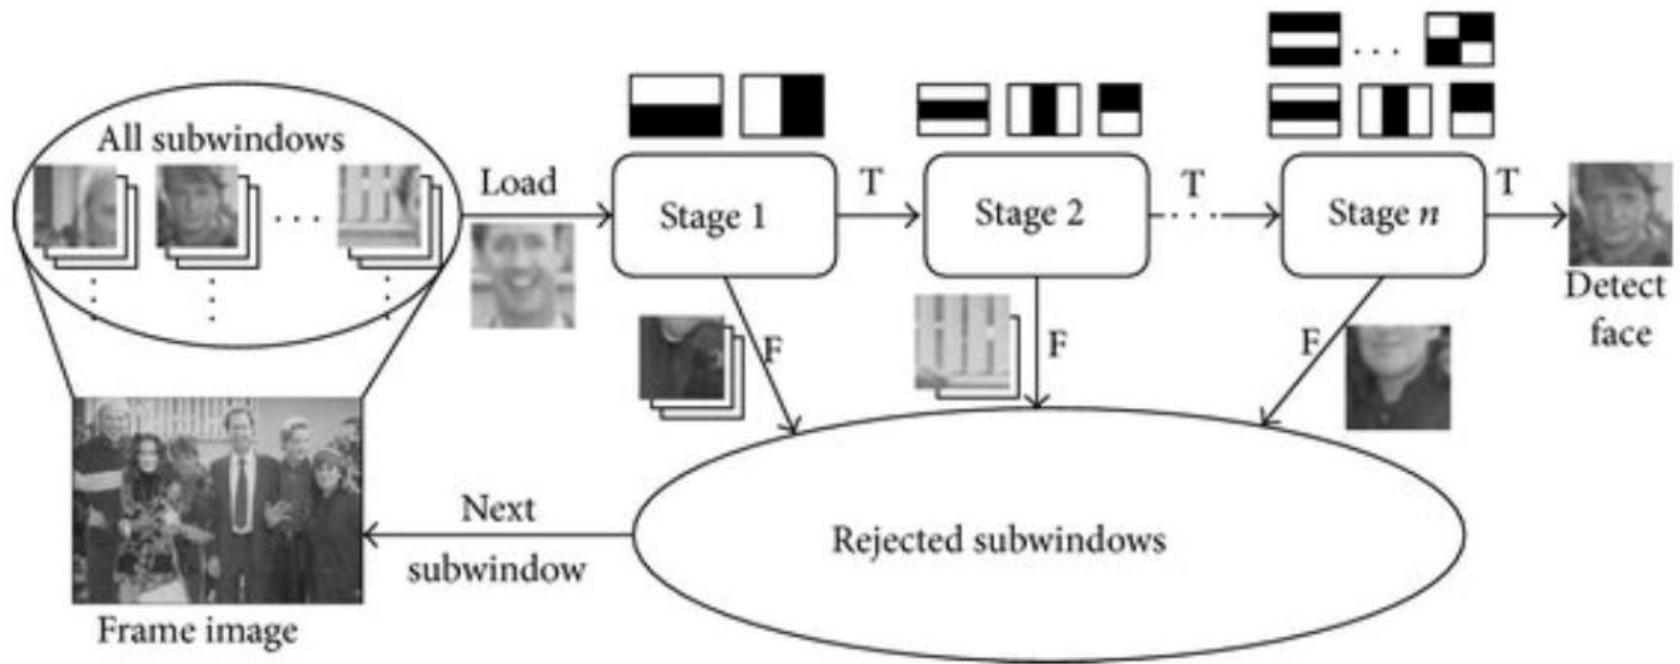 All subwindows
Load
Stage 1
T
Stage 2
T
Stage n
T
Detect
face
F
F
F
Rejected subwindows
Next
subwindow
Frame image